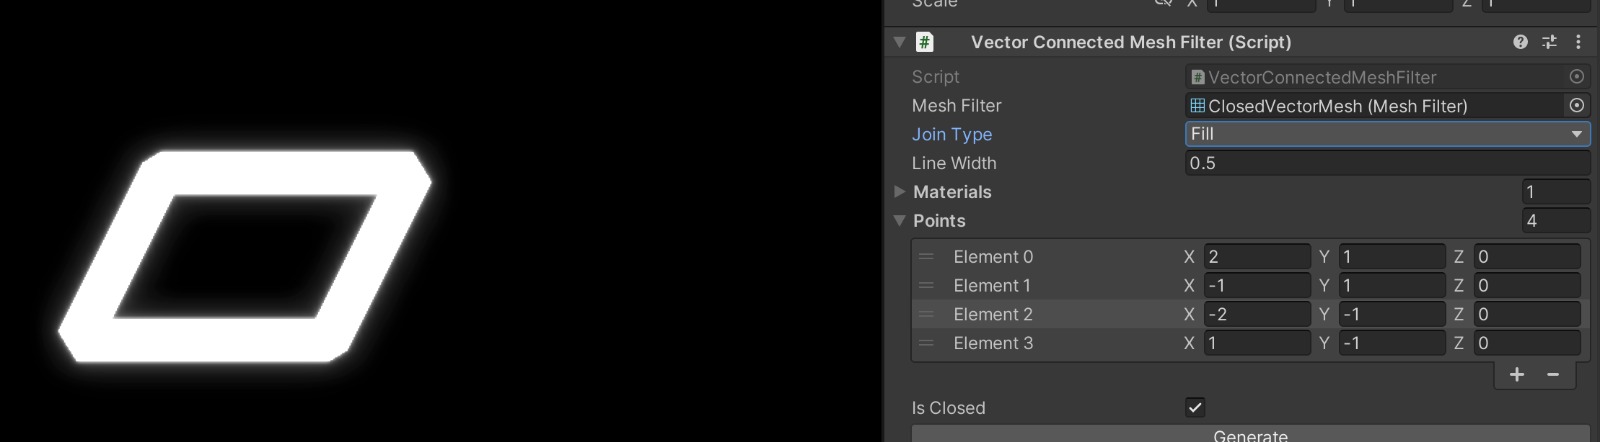 Scale X 1 Y 1 Z 1
# Vector Connected Mesh Filter (Script) ?
Script # VectorConnectedMeshFilter
Mesh Filter ClosedVectorMesh (Mesh Filter)
Join Type Fill
Line Width 0.5
Materials 1
Points 4
Element 0 X 2 Y 1 Z 0
Element 1 X -1 Y 1 Z 0
Element 2 X -2 Y -1 Z 0
Element 3 X 1 Y -1 Z 0
+ −
Is Closed
Generate